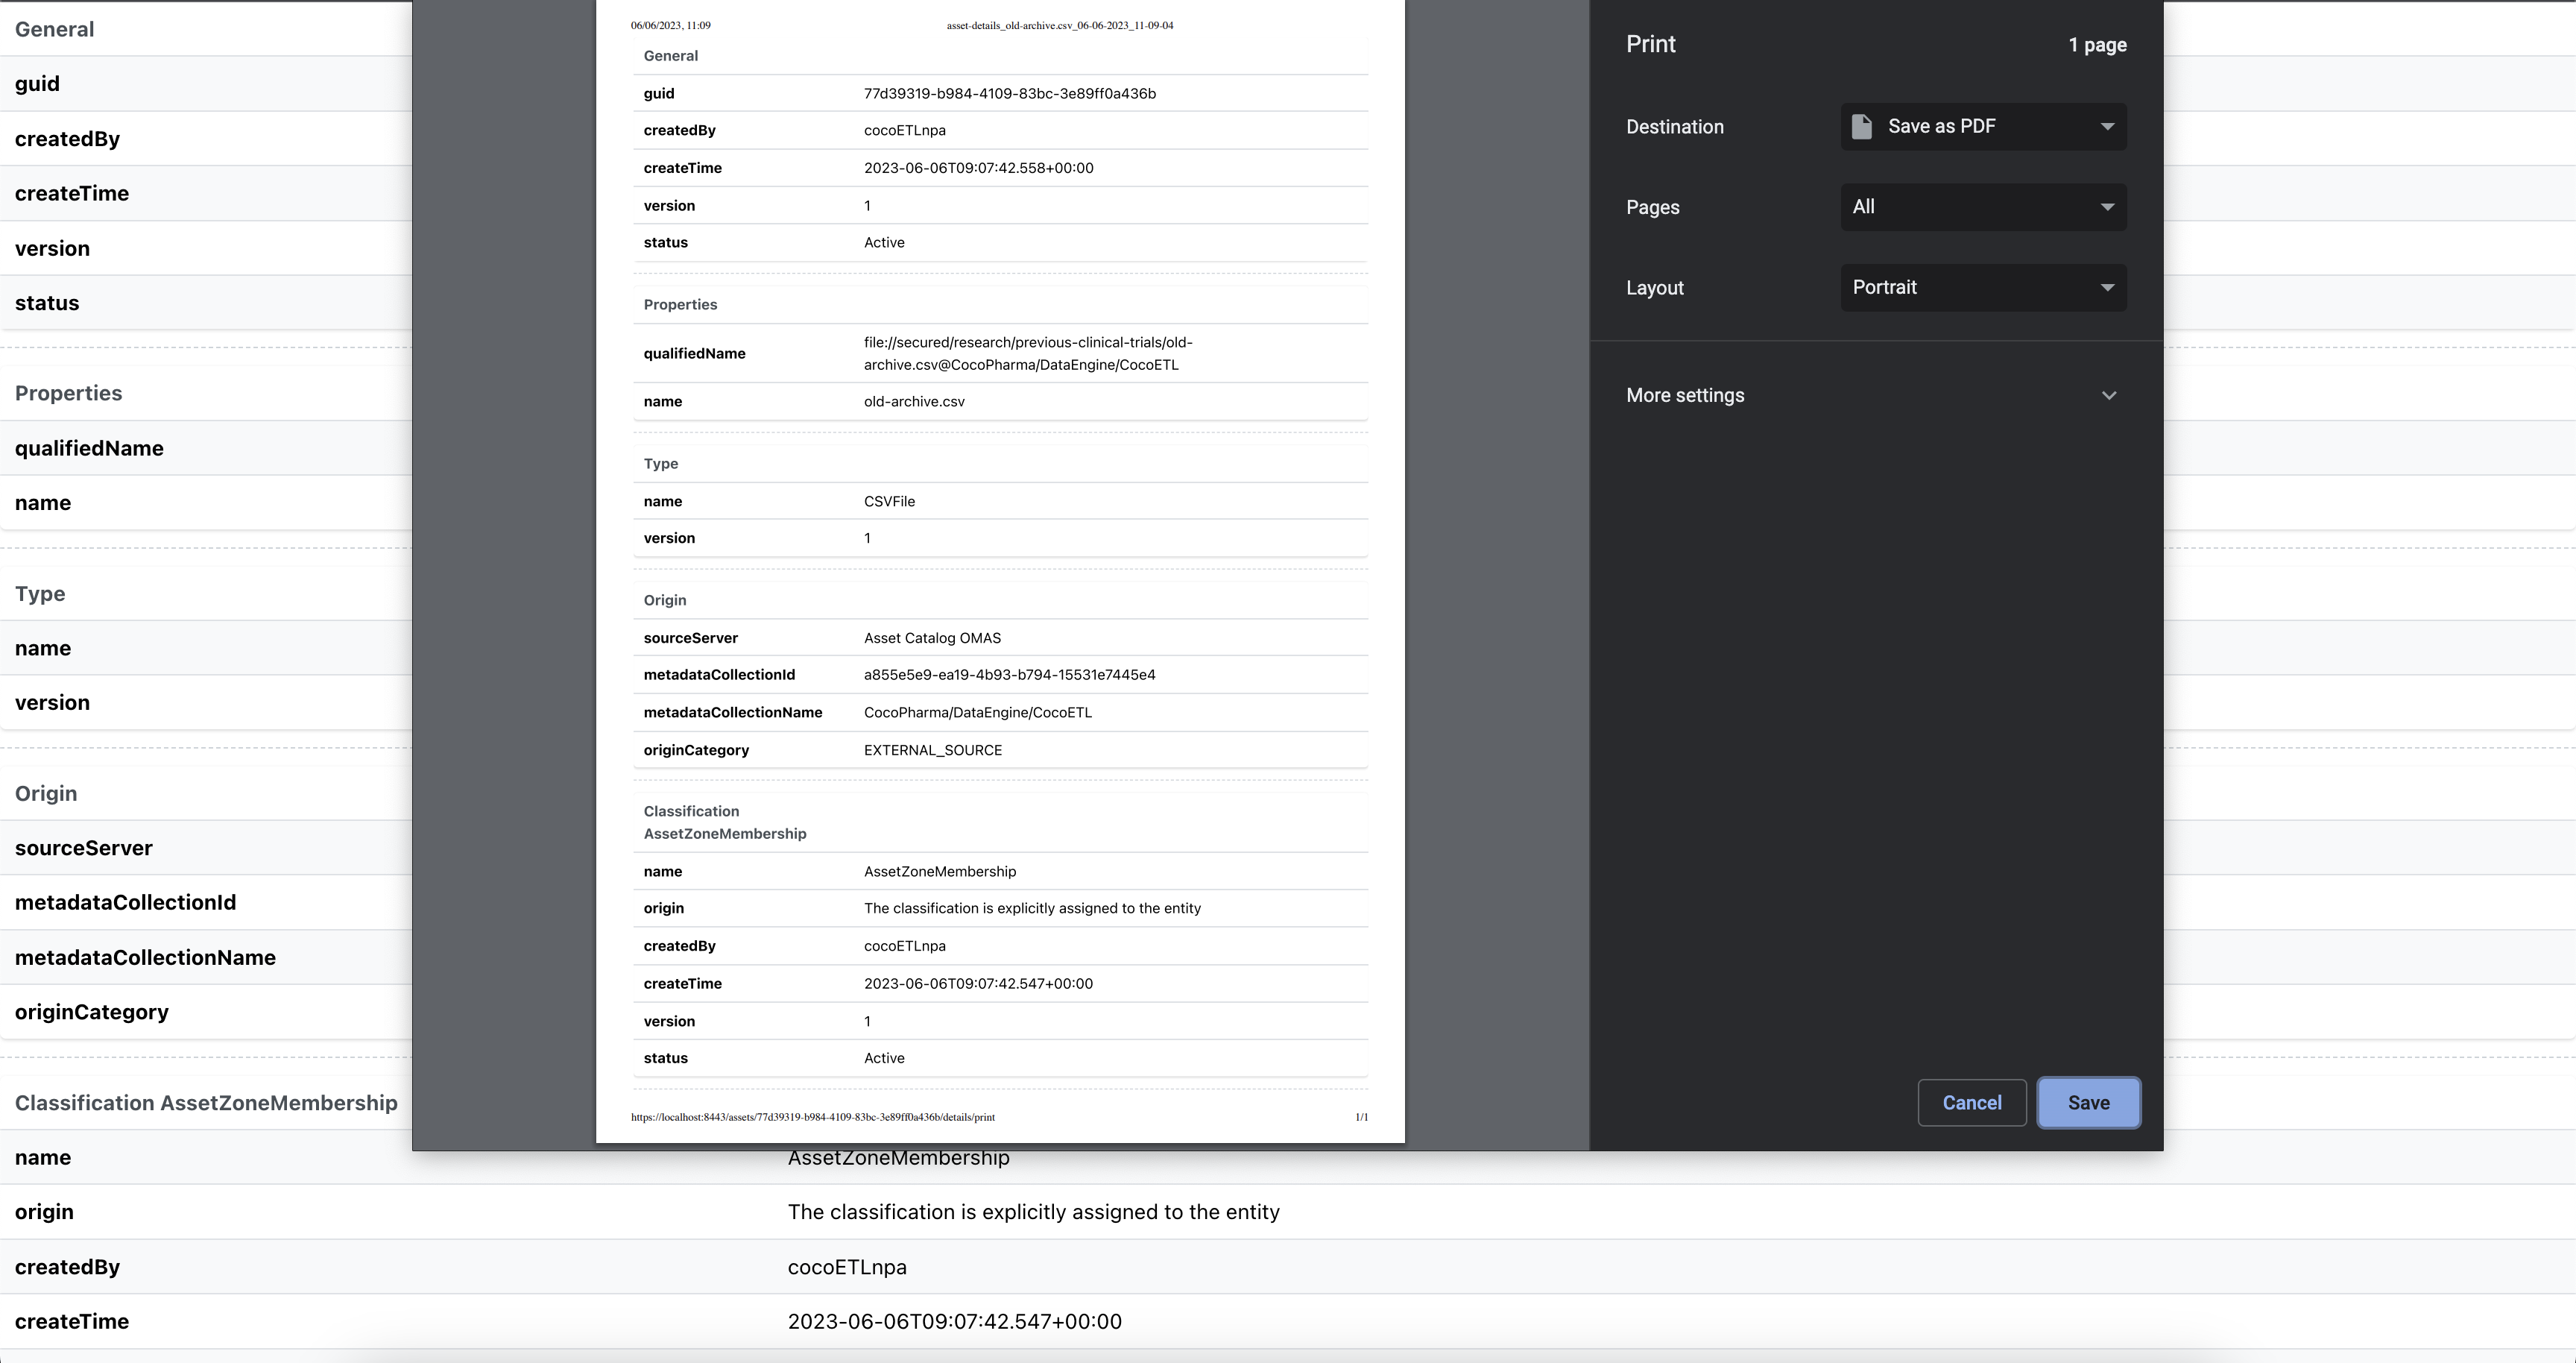 General
guid
createdBy
createTime
version
status
Properties
qualifiedName
name
Type
name
version
Origin
sourceServer
metadataCollectionId
metadataCollectionName
originCategory
Classification AssetZoneMembership
name AssetZoneMembership
origin The classification is explicitly assigned to the entity
createdBy cocoETLnpa
createTime 2023-06-06T09:07:42.547+00:00
06/06/2023, 11:09 asset-details_old-archive.csv_06-06-2023_11-09-04
General
guid 77d39319-b984-4109-83bc-3e89ff0a436b
createdBy cocoETLnpa
createTime 2023-06-06T09:07:42.558+00:00
version 1
status Active
Properties
qualifiedName file://secured/research/previous-clinical-trials/old-
archive.csv@CocoPharma/DataEngine/CocoETL
name old-archive.csv
Type
name CSVFile
version 1
Origin
sourceServer Asset Catalog OMAS
metadataCollectionId a855e5e9-ea19-4b93-b794-15531e7445e4
metadataCollectionName CocoPharma/DataEngine/CocoETL
originCategory EXTERNAL_SOURCE
Classification
AssetZoneMembership
name AssetZoneMembership
origin The classification is explicitly assigned to the entity
createdBy cocoETLnpa
createTime 2023-06-06T09:07:42.547+00:00
version 1
status Active
https://localhost:8443/assets/77d39319-b984-4109-83bc-3e89ff0a436b/details/print 1/1
Print 1 page
Destination Save as PDF
Pages All
Layout Portrait
More settings
Cancel Save